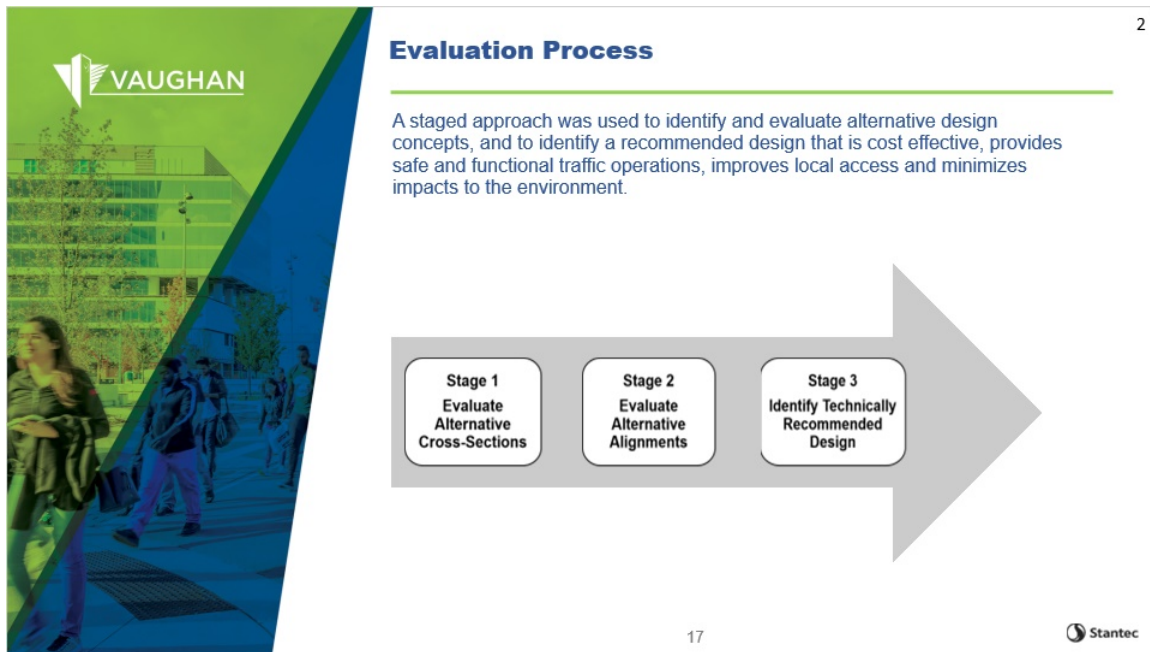 2
VAUGHAN
Evaluation Process
A staged approach was used to identify and evaluate alternative design
concepts, and to identify a recommended design that is cost effective, provides
safe and functional traffic operations, improves local access and minimizes
impacts to the environment.
Stage 1
Evaluate
Alternative
Cross-Sections
Stage 2
Evaluate
Alternative
Alignments
Stage 3
Identify Technically
Recommended
Design
17
Stantec